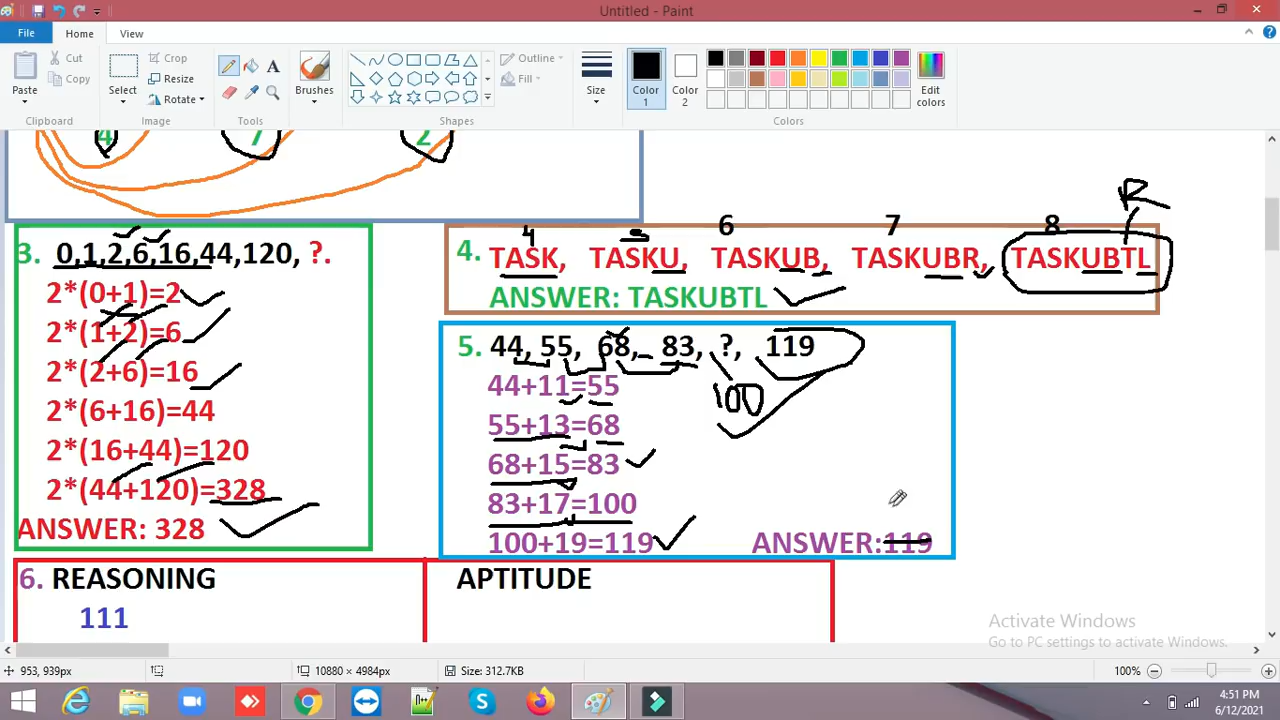 Untitled - Paint
File Home View
Paste
Cut
Copy
Clipboard
Select
Crop
Resize
Rotate
Image
Tools
Brushes
Shapes
Outline
Fill
Size
Color 1
Color 2
Edit colors
Colors
4 7 2
3. 0,1,2,6,16,44,120, ?.
2*(0+1)=2
2*(1+2)=6
2*(2+6)=16
2*(6+16)=44
2*(16+44)=120
2*(44+120)=328
ANSWER: 328
R
4 5 6 7 8
4. TASK, TASKU, TASKUB, TASKUBR, TASKUBTL
ANSWER: TASKUBTL
5. 44, 55, 68, 83, ?, 119
44+11=55
100
55+13=68
68+15=83
83+17=100
100+19=119 ANSWER:119
6. REASONING APTITUDE
111
Activate Windows
Go to PC settings to activate Windows.
953, 939px 10880 × 4984px Size: 312.7KB 100%
4:51 PM
6/12/2021